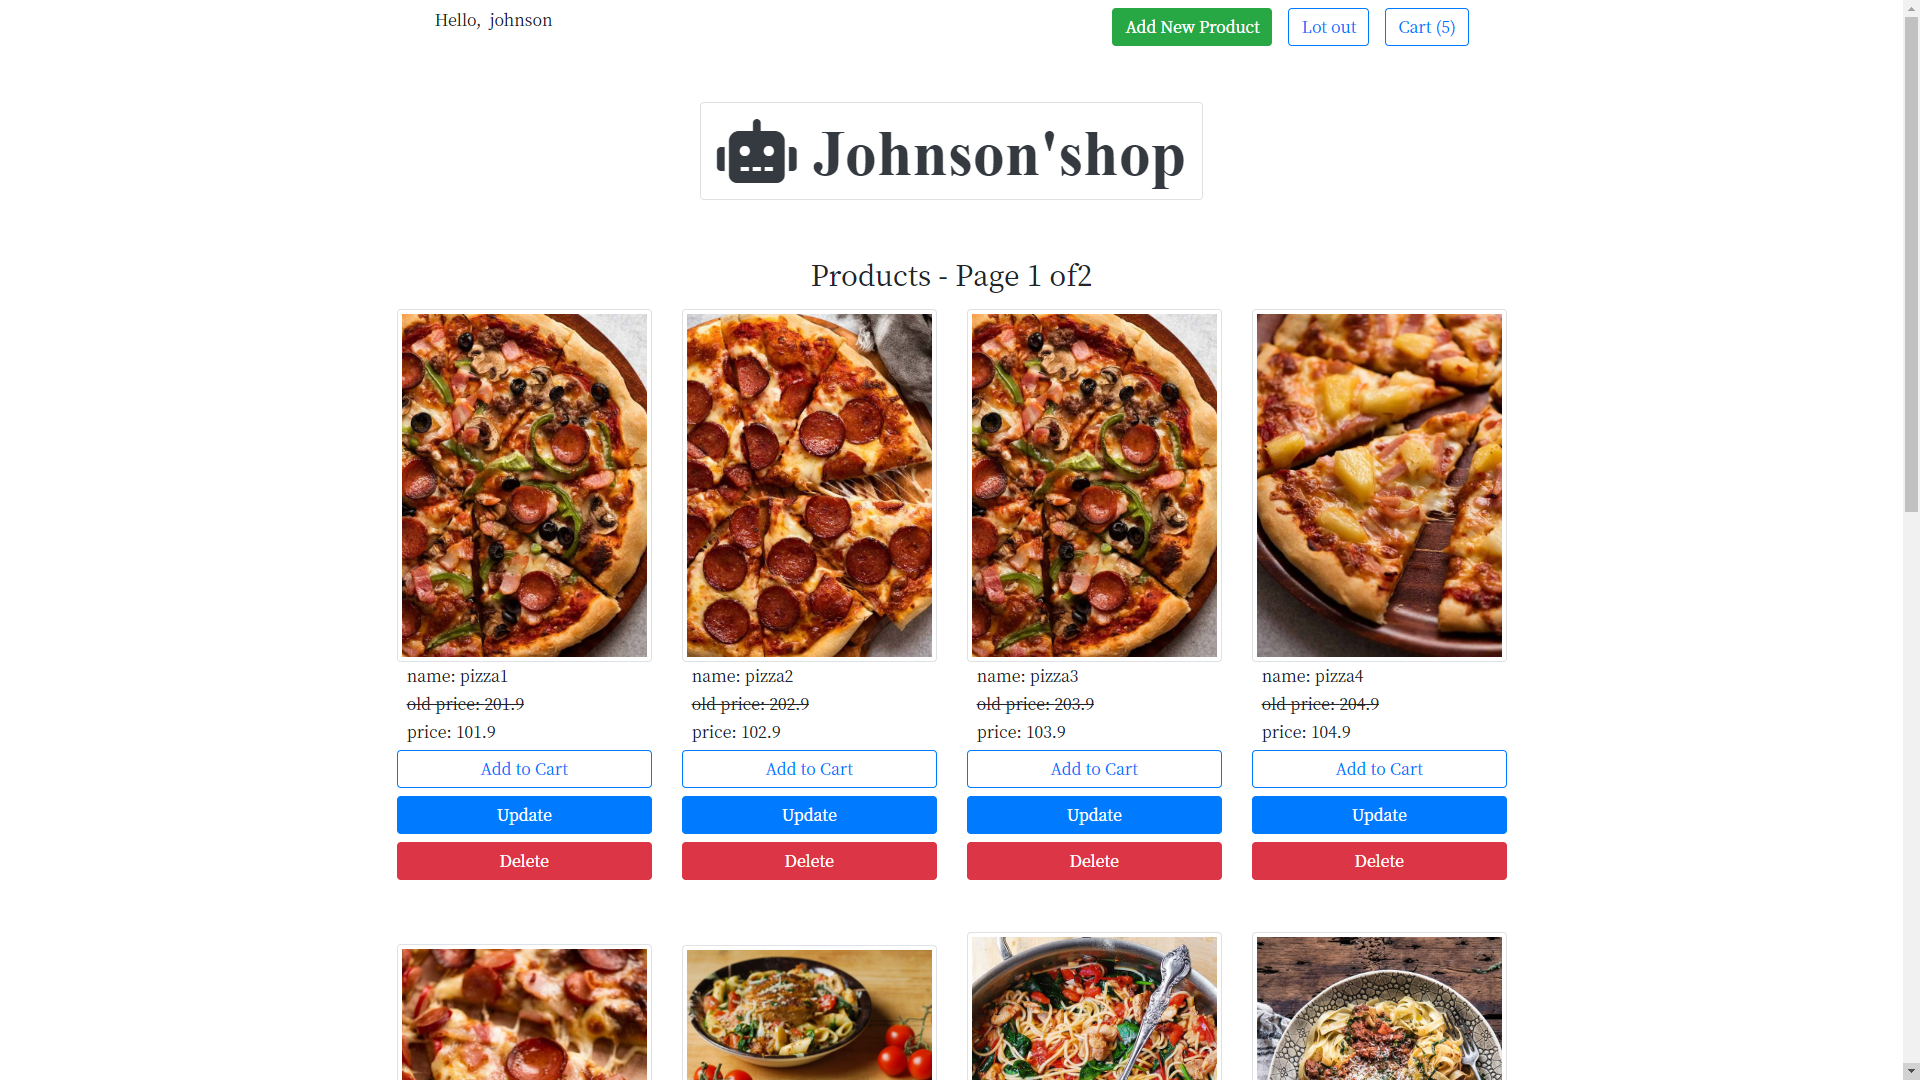 Hello, johnson
Add New Product
Lot out
Cart (5)
Johnson'shop
Products - Page 1 of2
name: pizza1
old price: 201.9
price: 101.9
Add to Cart
Update
Delete
name: pizza2
old price: 202.9
price: 102.9
Add to Cart
Update
Delete
name: pizza3
old price: 203.9
price: 103.9
Add to Cart
Update
Delete
name: pizza4
old price: 204.9
price: 104.9
Add to Cart
Update
Delete